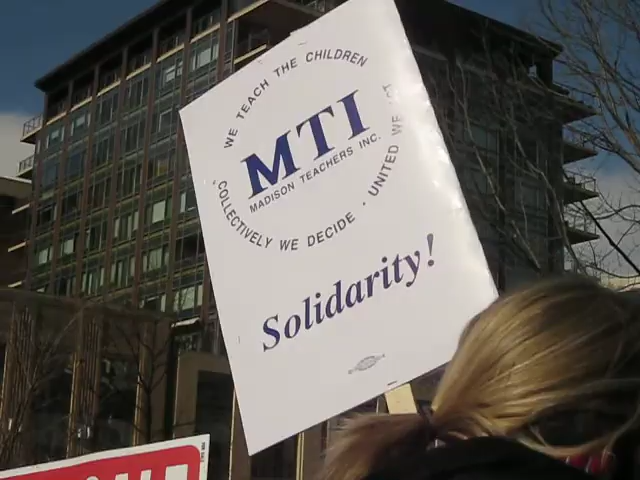 WE TEACH THE CHILDREN
MTI
MADISON TEACHERS INC.
COLLECTIVELY WE DECIDE · UNITED WE
Solidarity!